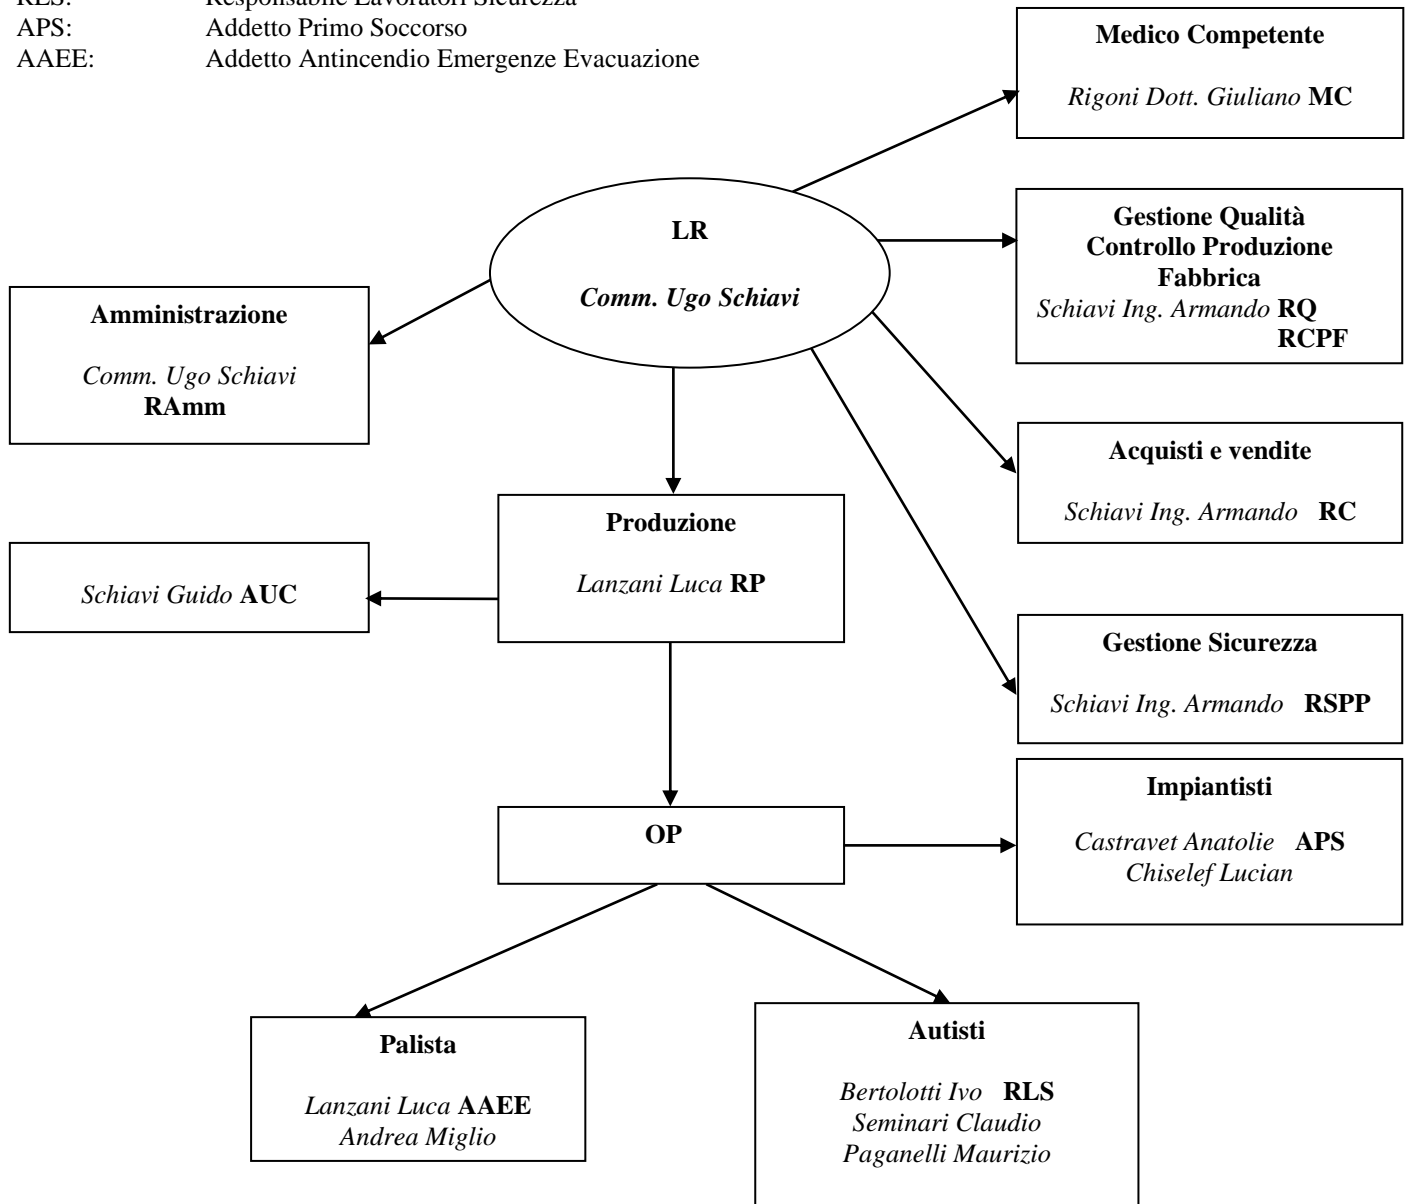 RLS: Responsabile Lavoratori Sicurezza
APS: Addetto Primo Soccorso
AAEE: Addetto Antincendio Emergenze Evacuazione
Medico Competente
Rigoni Dott. Giuliano MC
LR
Comm. Ugo Schiavi
Gestione Qualità
Controllo Produzione
Fabbrica
Schiavi Ing. Armando RQ
RCPF
Amministrazione
Comm. Ugo Schiavi
RAmm
Acquisti e vendite
Schiavi Ing. Armando RC
Produzione
Lanzani Luca RP
Schiavi Guido AUC
Gestione Sicurezza
Schiavi Ing. Armando RSPP
Impiantisti
Castravet Anatolie APS
Chiselef Lucian
OP
Palista
Lanzani Luca AAEE
Andrea Miglio
Autisti
Bertolotti Ivo RLS
Seminari Claudio
Paganelli Maurizio